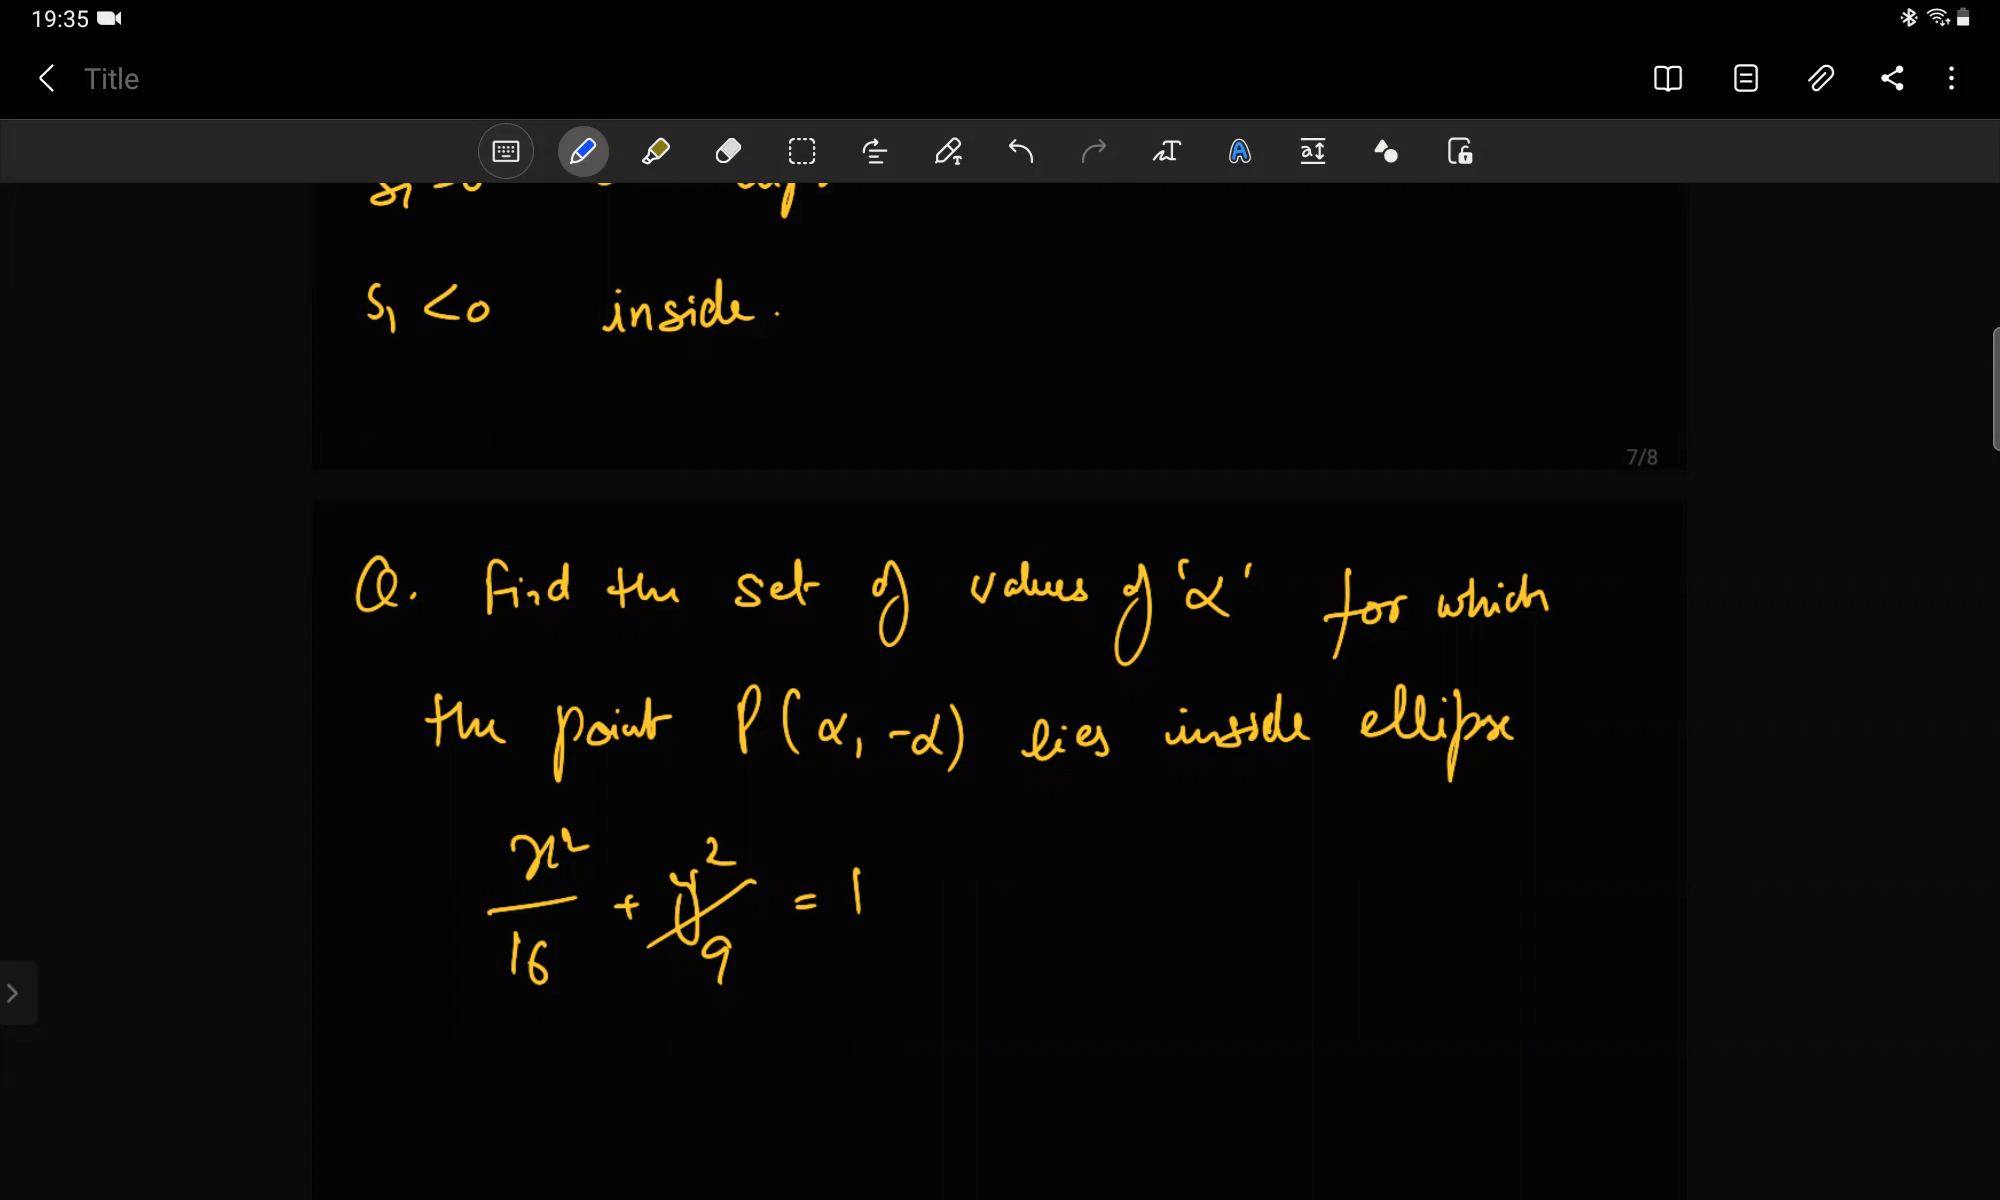 19:35
Title
S₁ <0 inside.
7/8
Q. Find the set of values of 'α' for which
the point P(α, -α) lies inside ellipse
x²/16 + y²/9 = 1